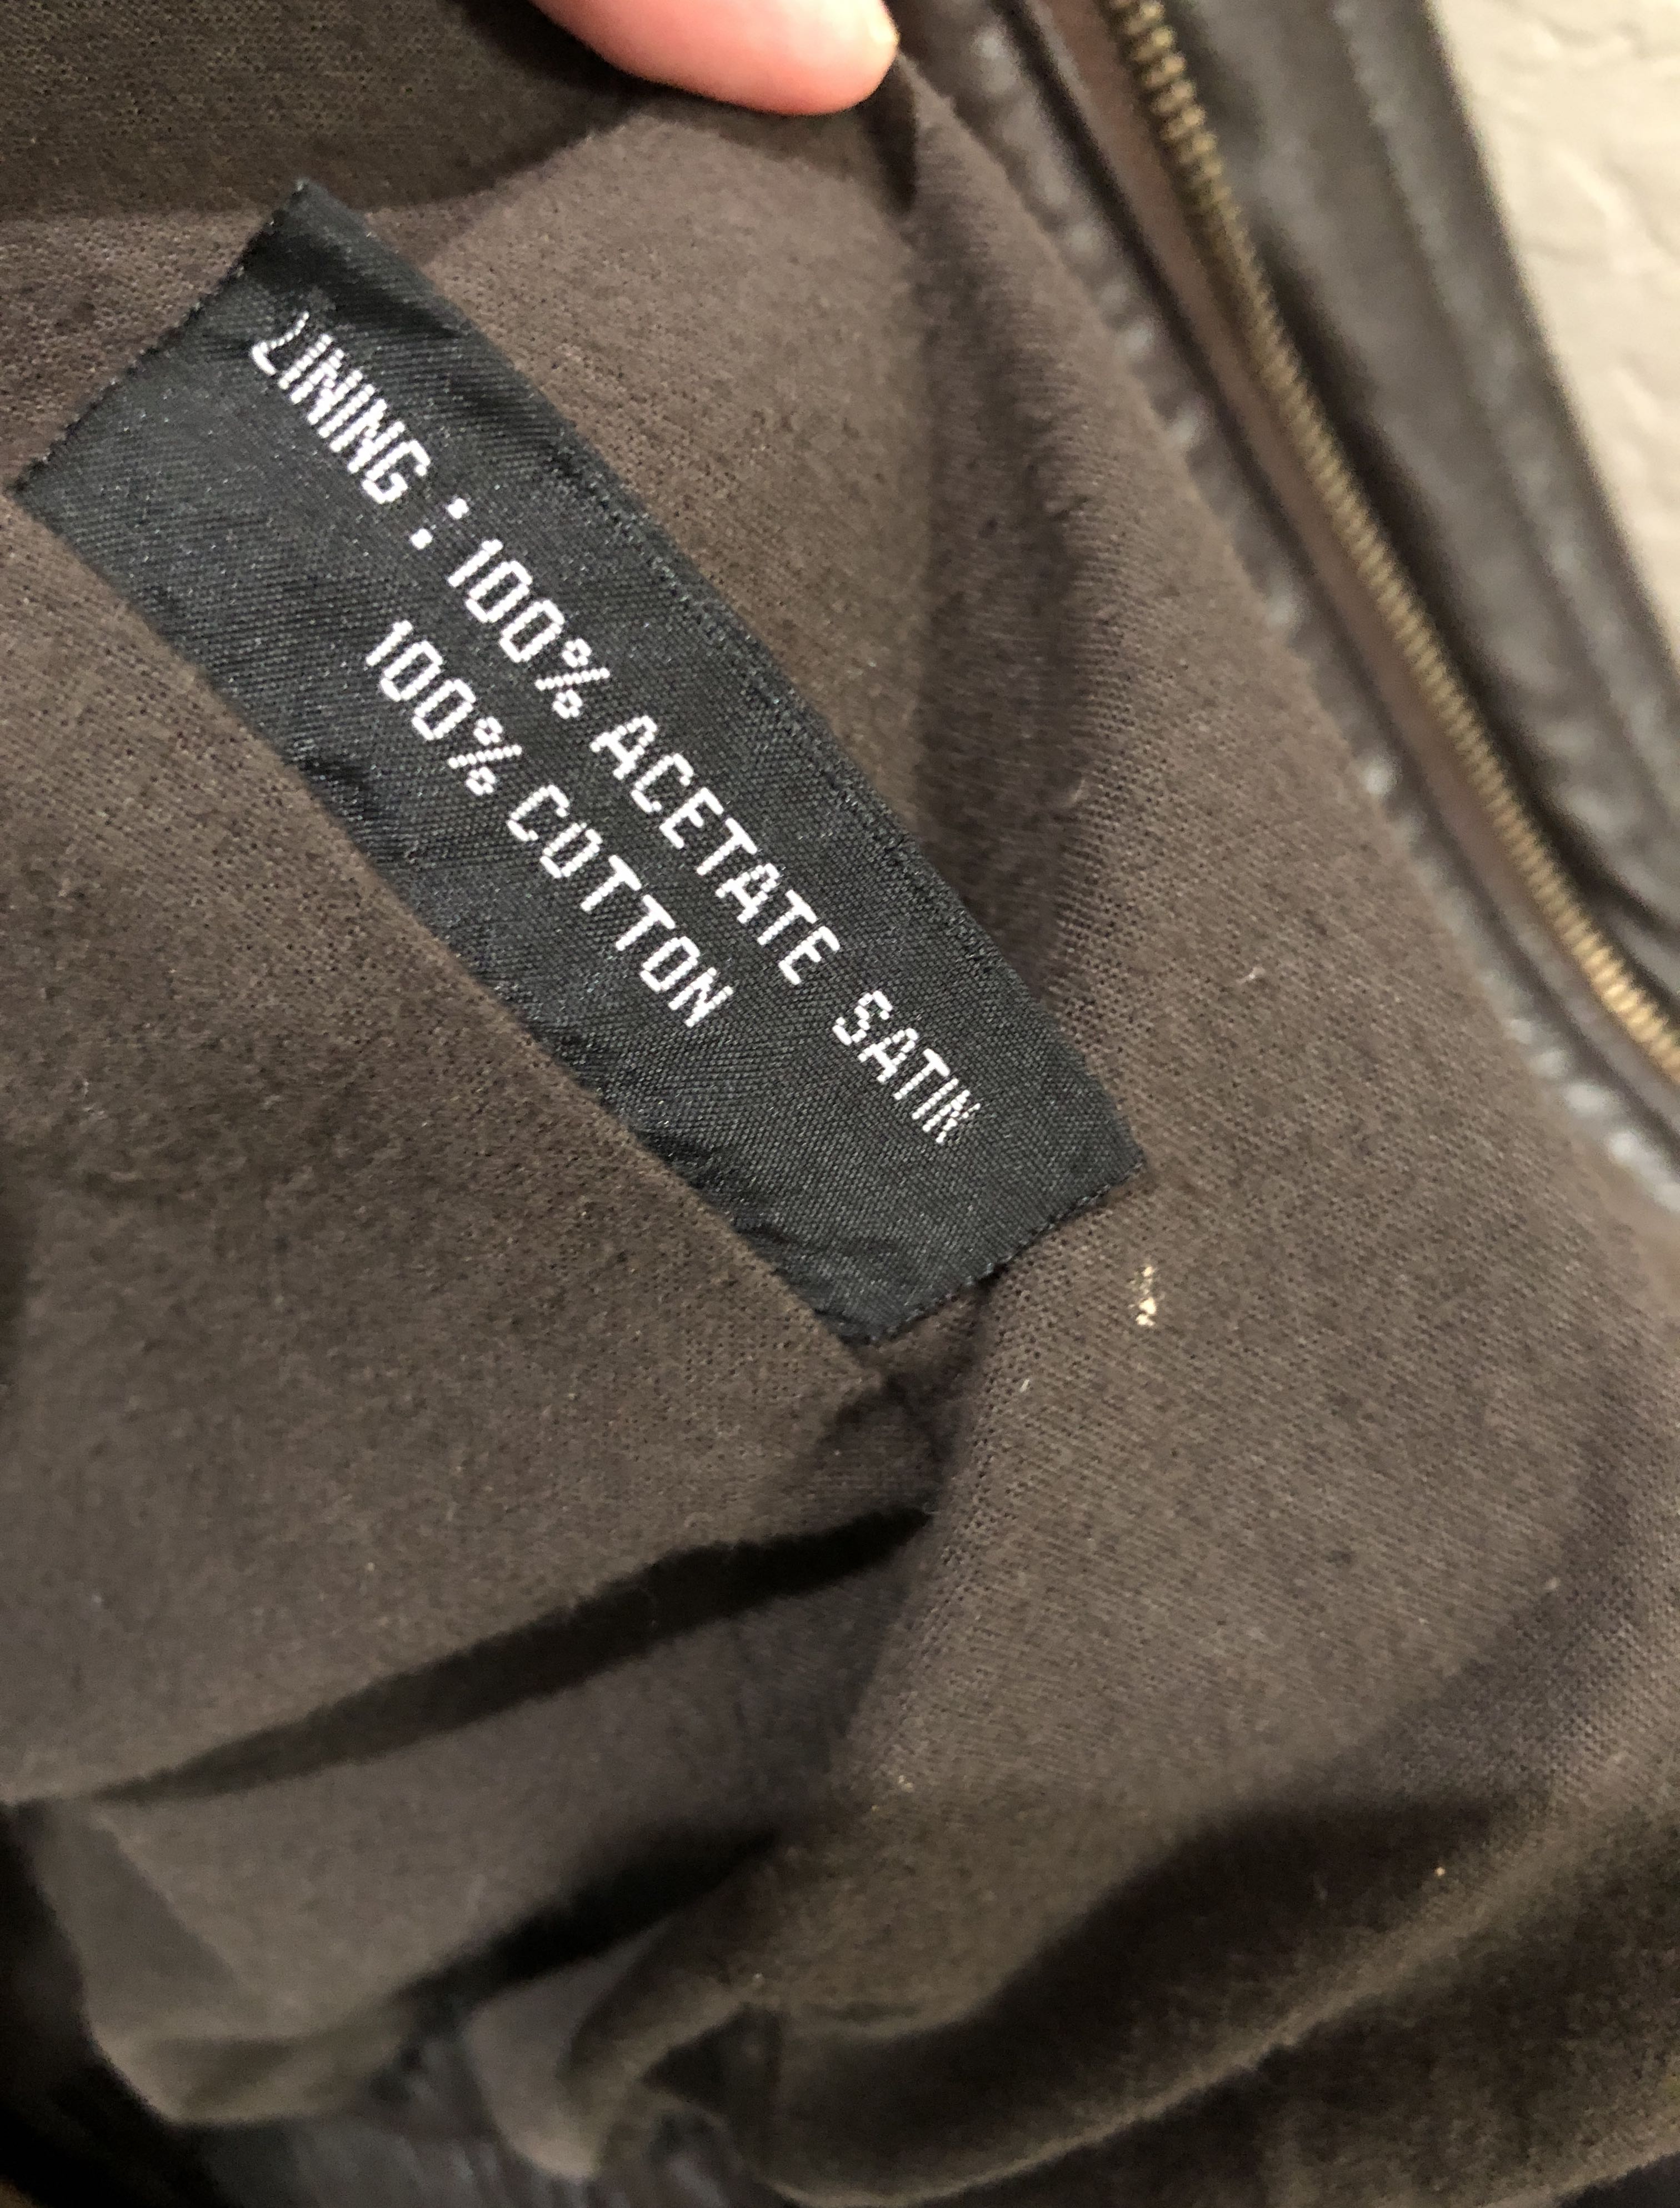 LINING : 100% ACETATE SATIN
100% COTTON